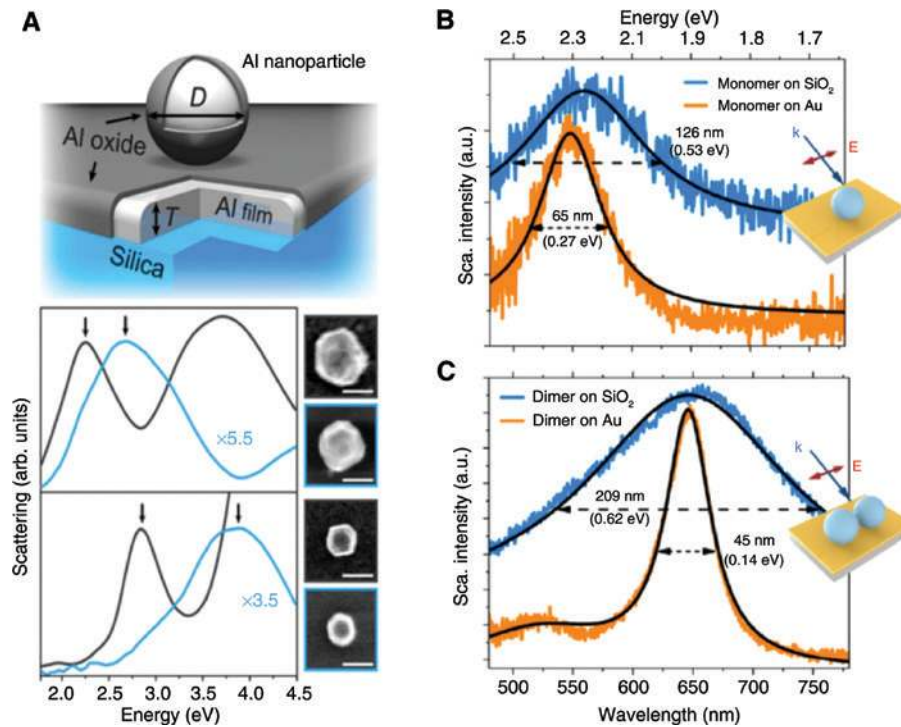 A
Al nanoparticle
D
Al oxide
T
Al film
Silica
Scattering (arb. units)
×5.5
×3.5
2.0 2.5 3.0 3.5 4.0 4.5
Energy (eV)
B
Energy (eV)
2.5 2.3 2.1 2.0 1.9 1.8 1.7
Sca. intensity (a.u.)
Monomer on SiO₂
Monomer on Au
126 nm
(0.53 eV)
65 nm
(0.27 eV)
k
E
C
Sca. intensity (a.u.)
Dimer on SiO₂
Dimer on Au
209 nm
(0.62 eV)
45 nm
(0.14 eV)
k
E
500 550 600 650 700 750
Wavelength (nm)